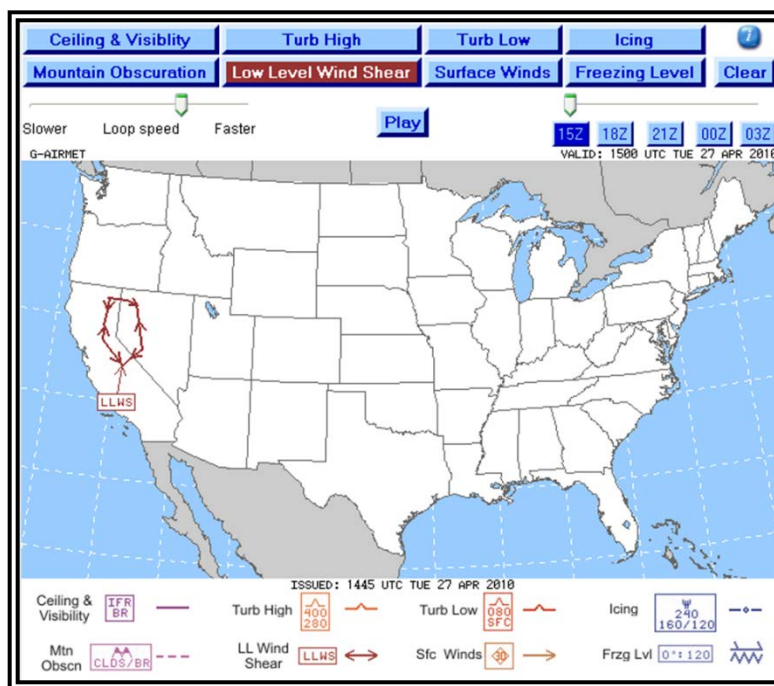 Ceiling & Visiblity Turb High Turb Low Icing i
Mountain Obscuration Low Level Wind Shear Surface Winds Freezing Level Clear
Slower Loop speed Faster Play 15Z 18Z 21Z 00Z 03Z
G-AIRMET VALID: 1500 UTC TUE 27 APR 2010
LLWS
ISSUED: 1445 UTC TUE 27 APR 2010
Ceiling & Visibility IFR BR Turb High 400 280 Turb Low 080 SFC Icing 240 160/120
Mtn Obscn CLDS/BR LL Wind Shear LLWS Sfc Winds 30 Frzg Lvl 0°:120